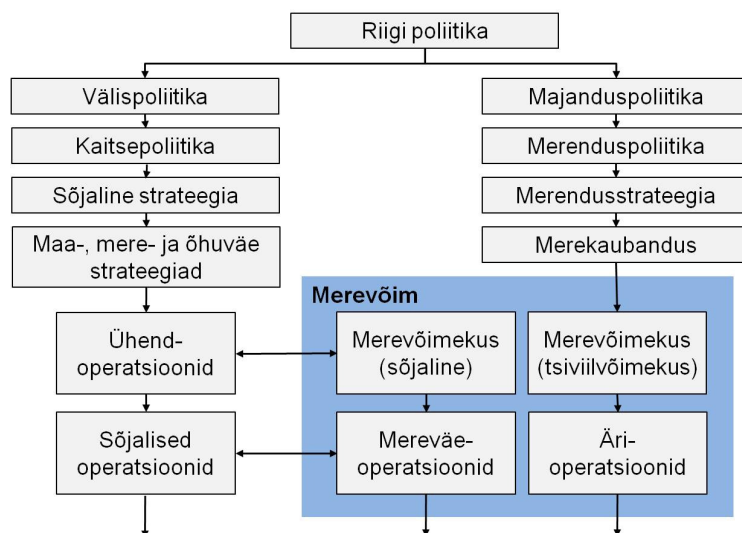 Riigi poliitika
Välispoliitika
Majanduspoliitika
Kaitsepoliitika
Merenduspoliitika
Sõjaline strateegia
Merendusstrateegia
Maa-, mere- ja õhuväe
strateegiad
Merekaubandus
Merevõim
Ühend-
operatsioonid
Merevõimekus
(sõjaline)
Merevõimekus
(tsiviilvõimekus)
Sõjalised
operatsioonid
Mereväe-
operatsioonid
Äri-
operatsioonid